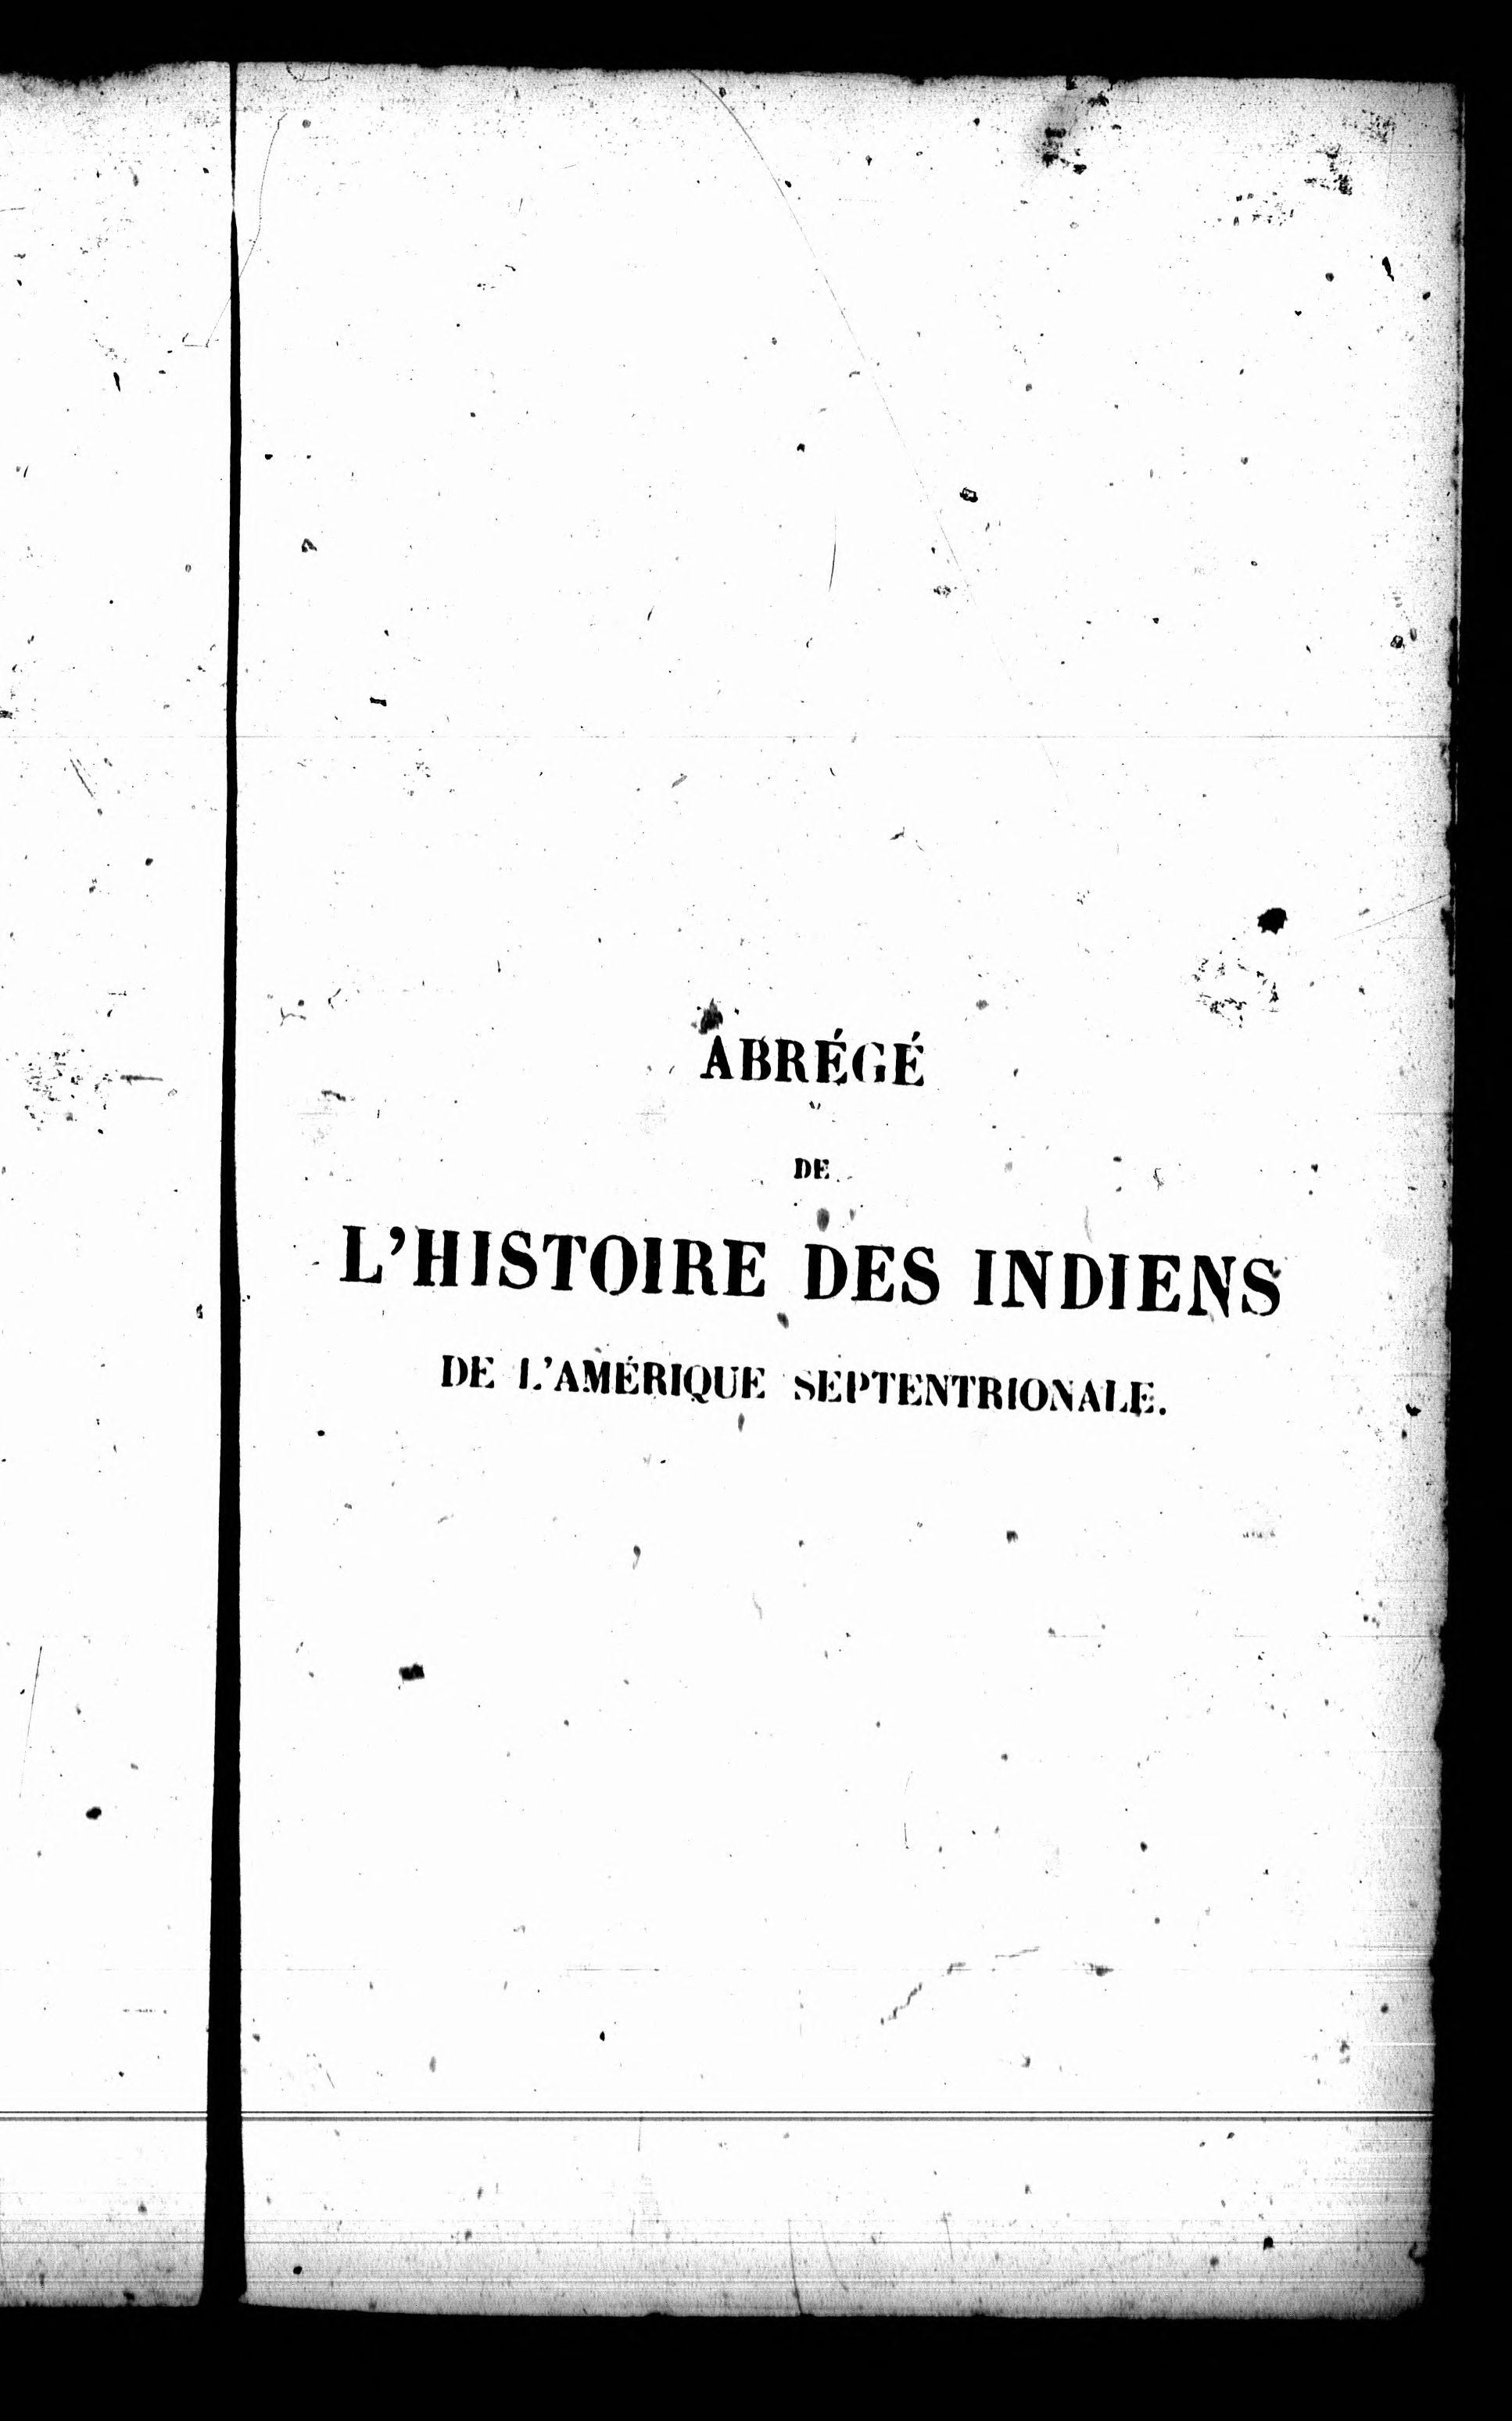 ABRÉGÉ
DE
L'HISTOIRE DES INDIENS
DE L'AMÉRIQUE SEPTENTRIONALE.